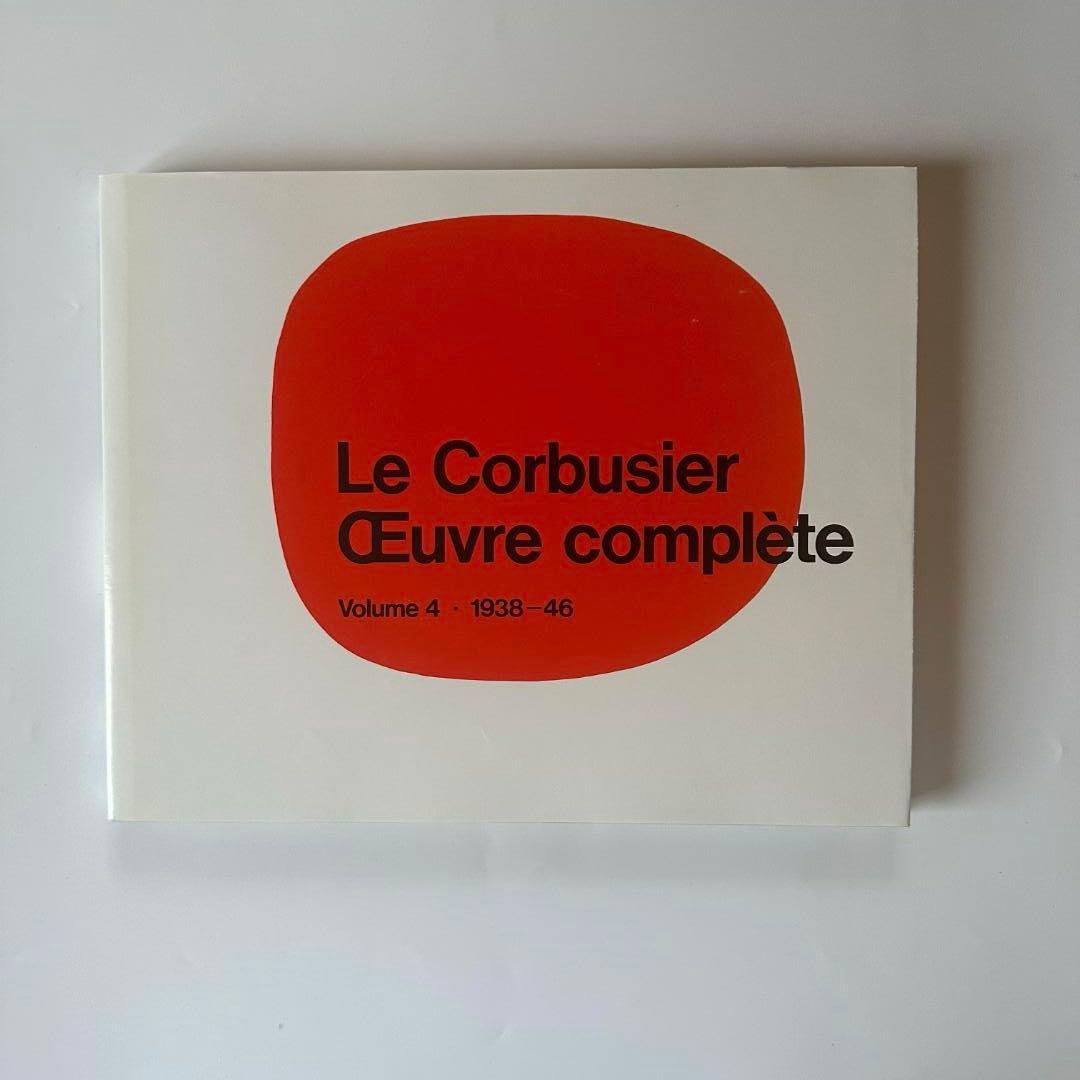 Le Corbusier
Œuvre complète
Volume 4 · 1938–46